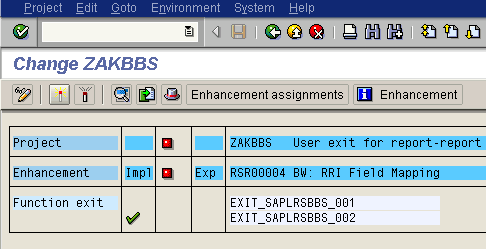 Project Edit Goto Environment System Help
Change ZAKBBS
Enhancement assignments Enhancement
Project ZAKBBS User exit for report-report
Enhancement Impl Exp RSR00004 BW: RRI Field Mapping
Function exit EXIT_SAPLRSBBS_001
EXIT_SAPLRSBBS_002